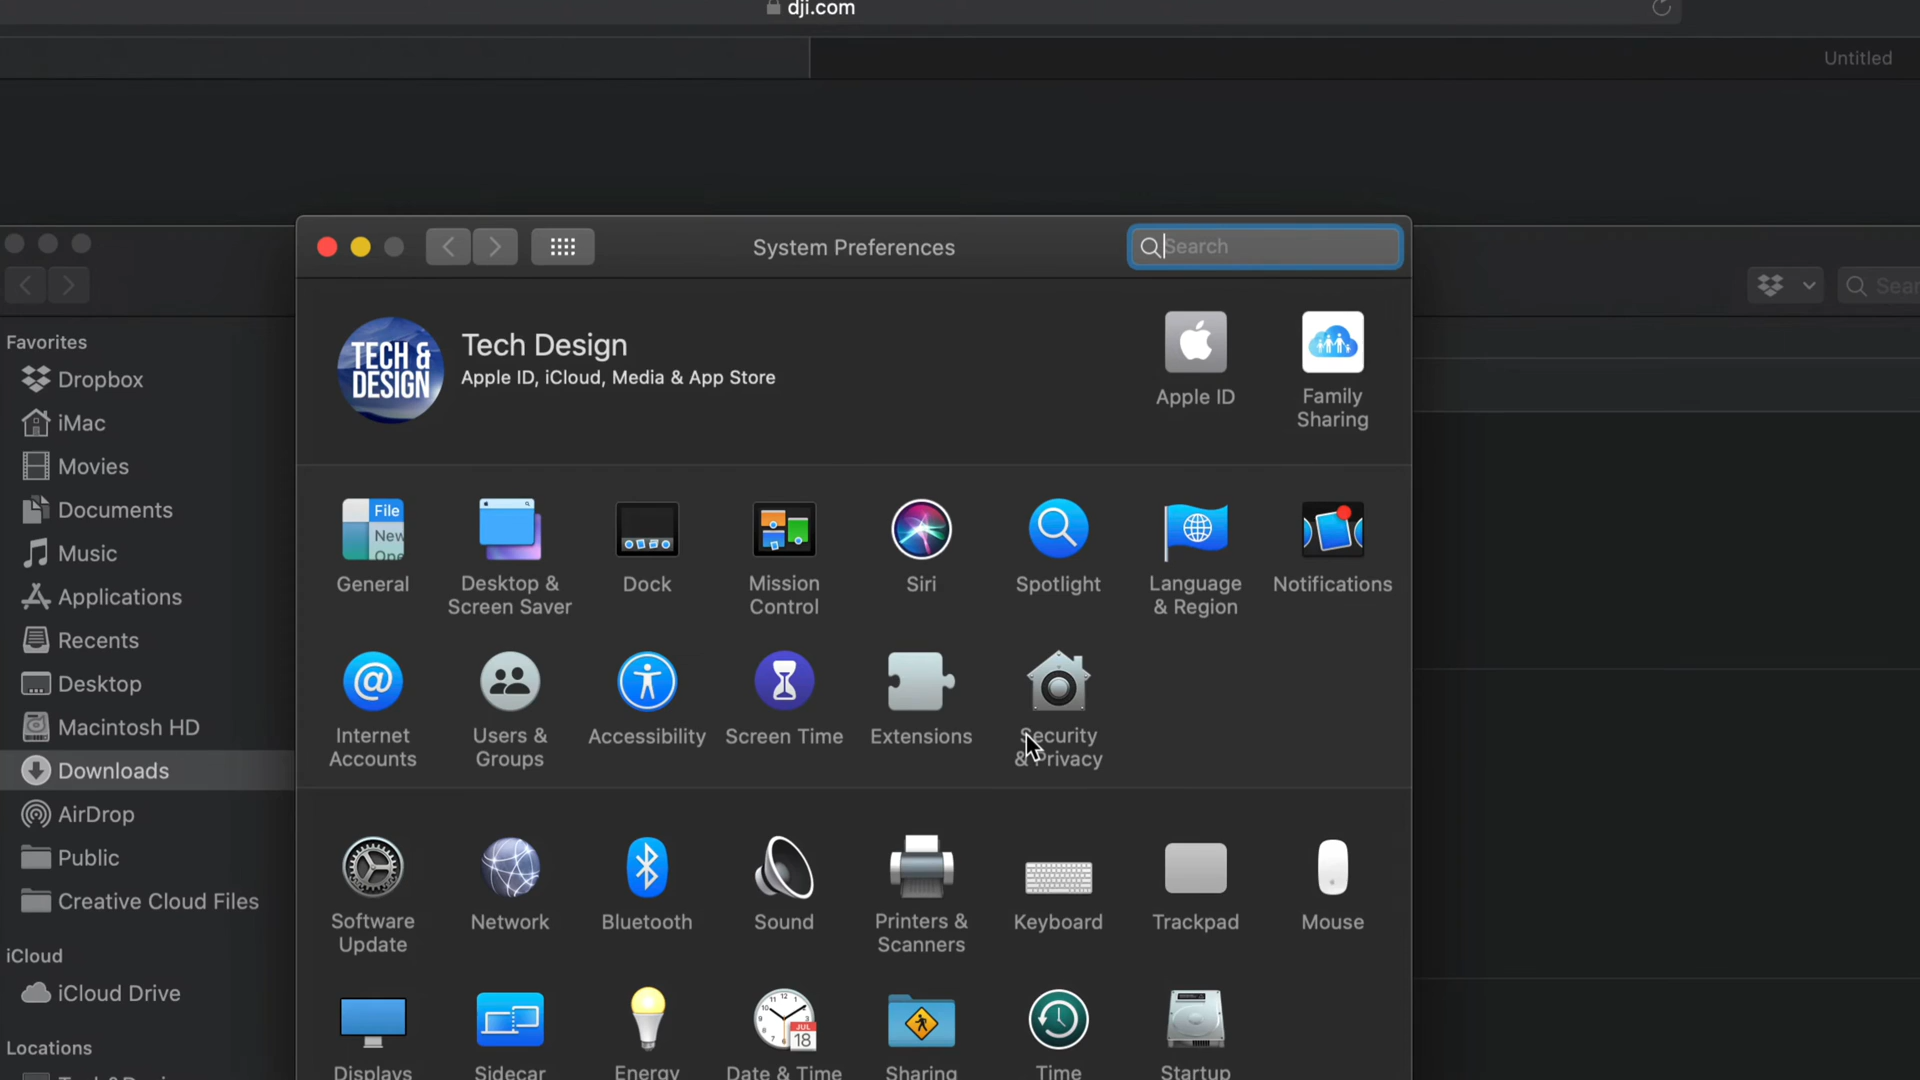 dji.com
Untitled
System Preferences
Search
Sear
Favorites
Dropbox
iMac
Movies
Documents
Music
Applications
Recents
Desktop
Macintosh HD
Downloads
AirDrop
Public
Creative Cloud Files
iCloud
iCloud Drive
Locations
TECH &
DESIGN
Tech Design
Apple ID, iCloud, Media & App Store
Apple ID
Family
Sharing
File
New
One
General
Desktop &
Screen Saver
Dock
Mission
Control
Siri
Spotlight
Language
& Region
Notifications
@
Internet
Accounts
Users &
Groups
Accessibility
Screen Time
Extensions
Security
& Privacy
Software
Update
Network
Bluetooth
Sound
Printers &
Scanners
Keyboard
Trackpad
Mouse
JUL
18
Displays
Sidecar
Energy
Date & Time
Sharing
Time
Startup